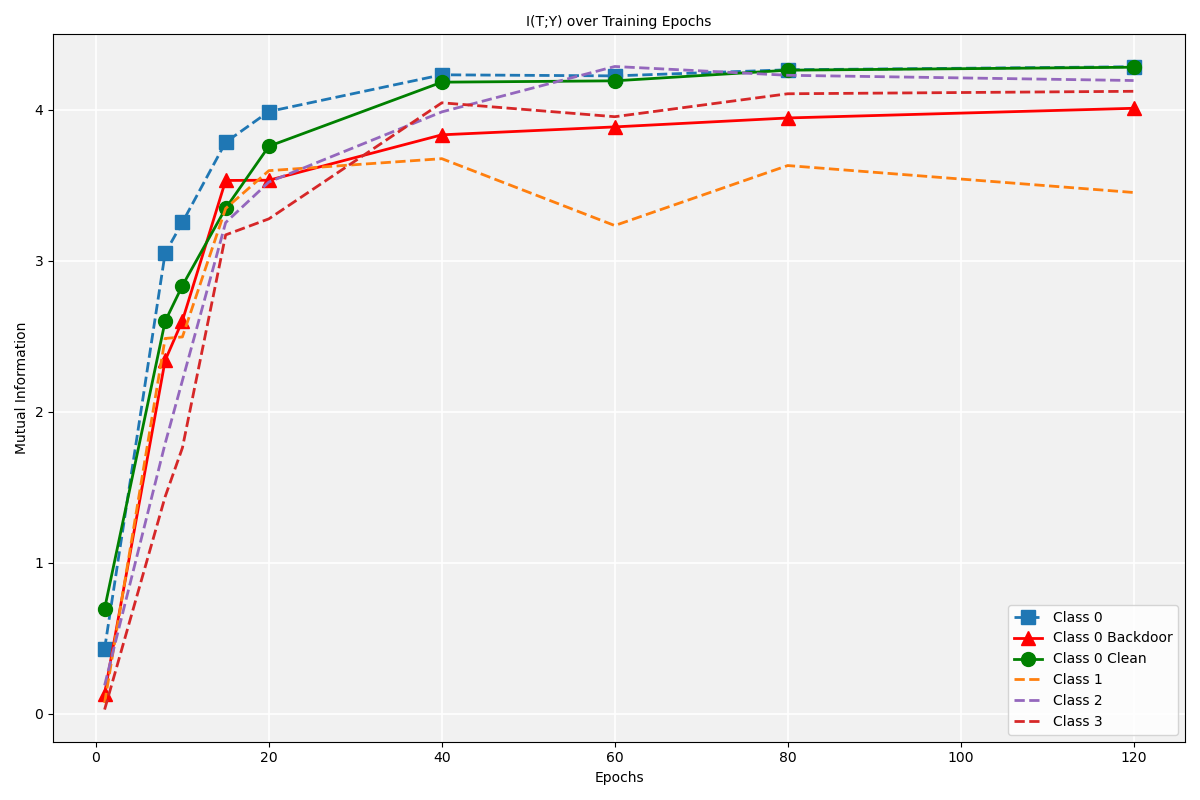 I(T;Y) over Training Epochs
4
3
2
1
0
Mutual Information
0 20 40 60 80 100 120
Epochs
Class 0
Class 0 Backdoor
Class 0 Clean
Class 1
Class 2
Class 3